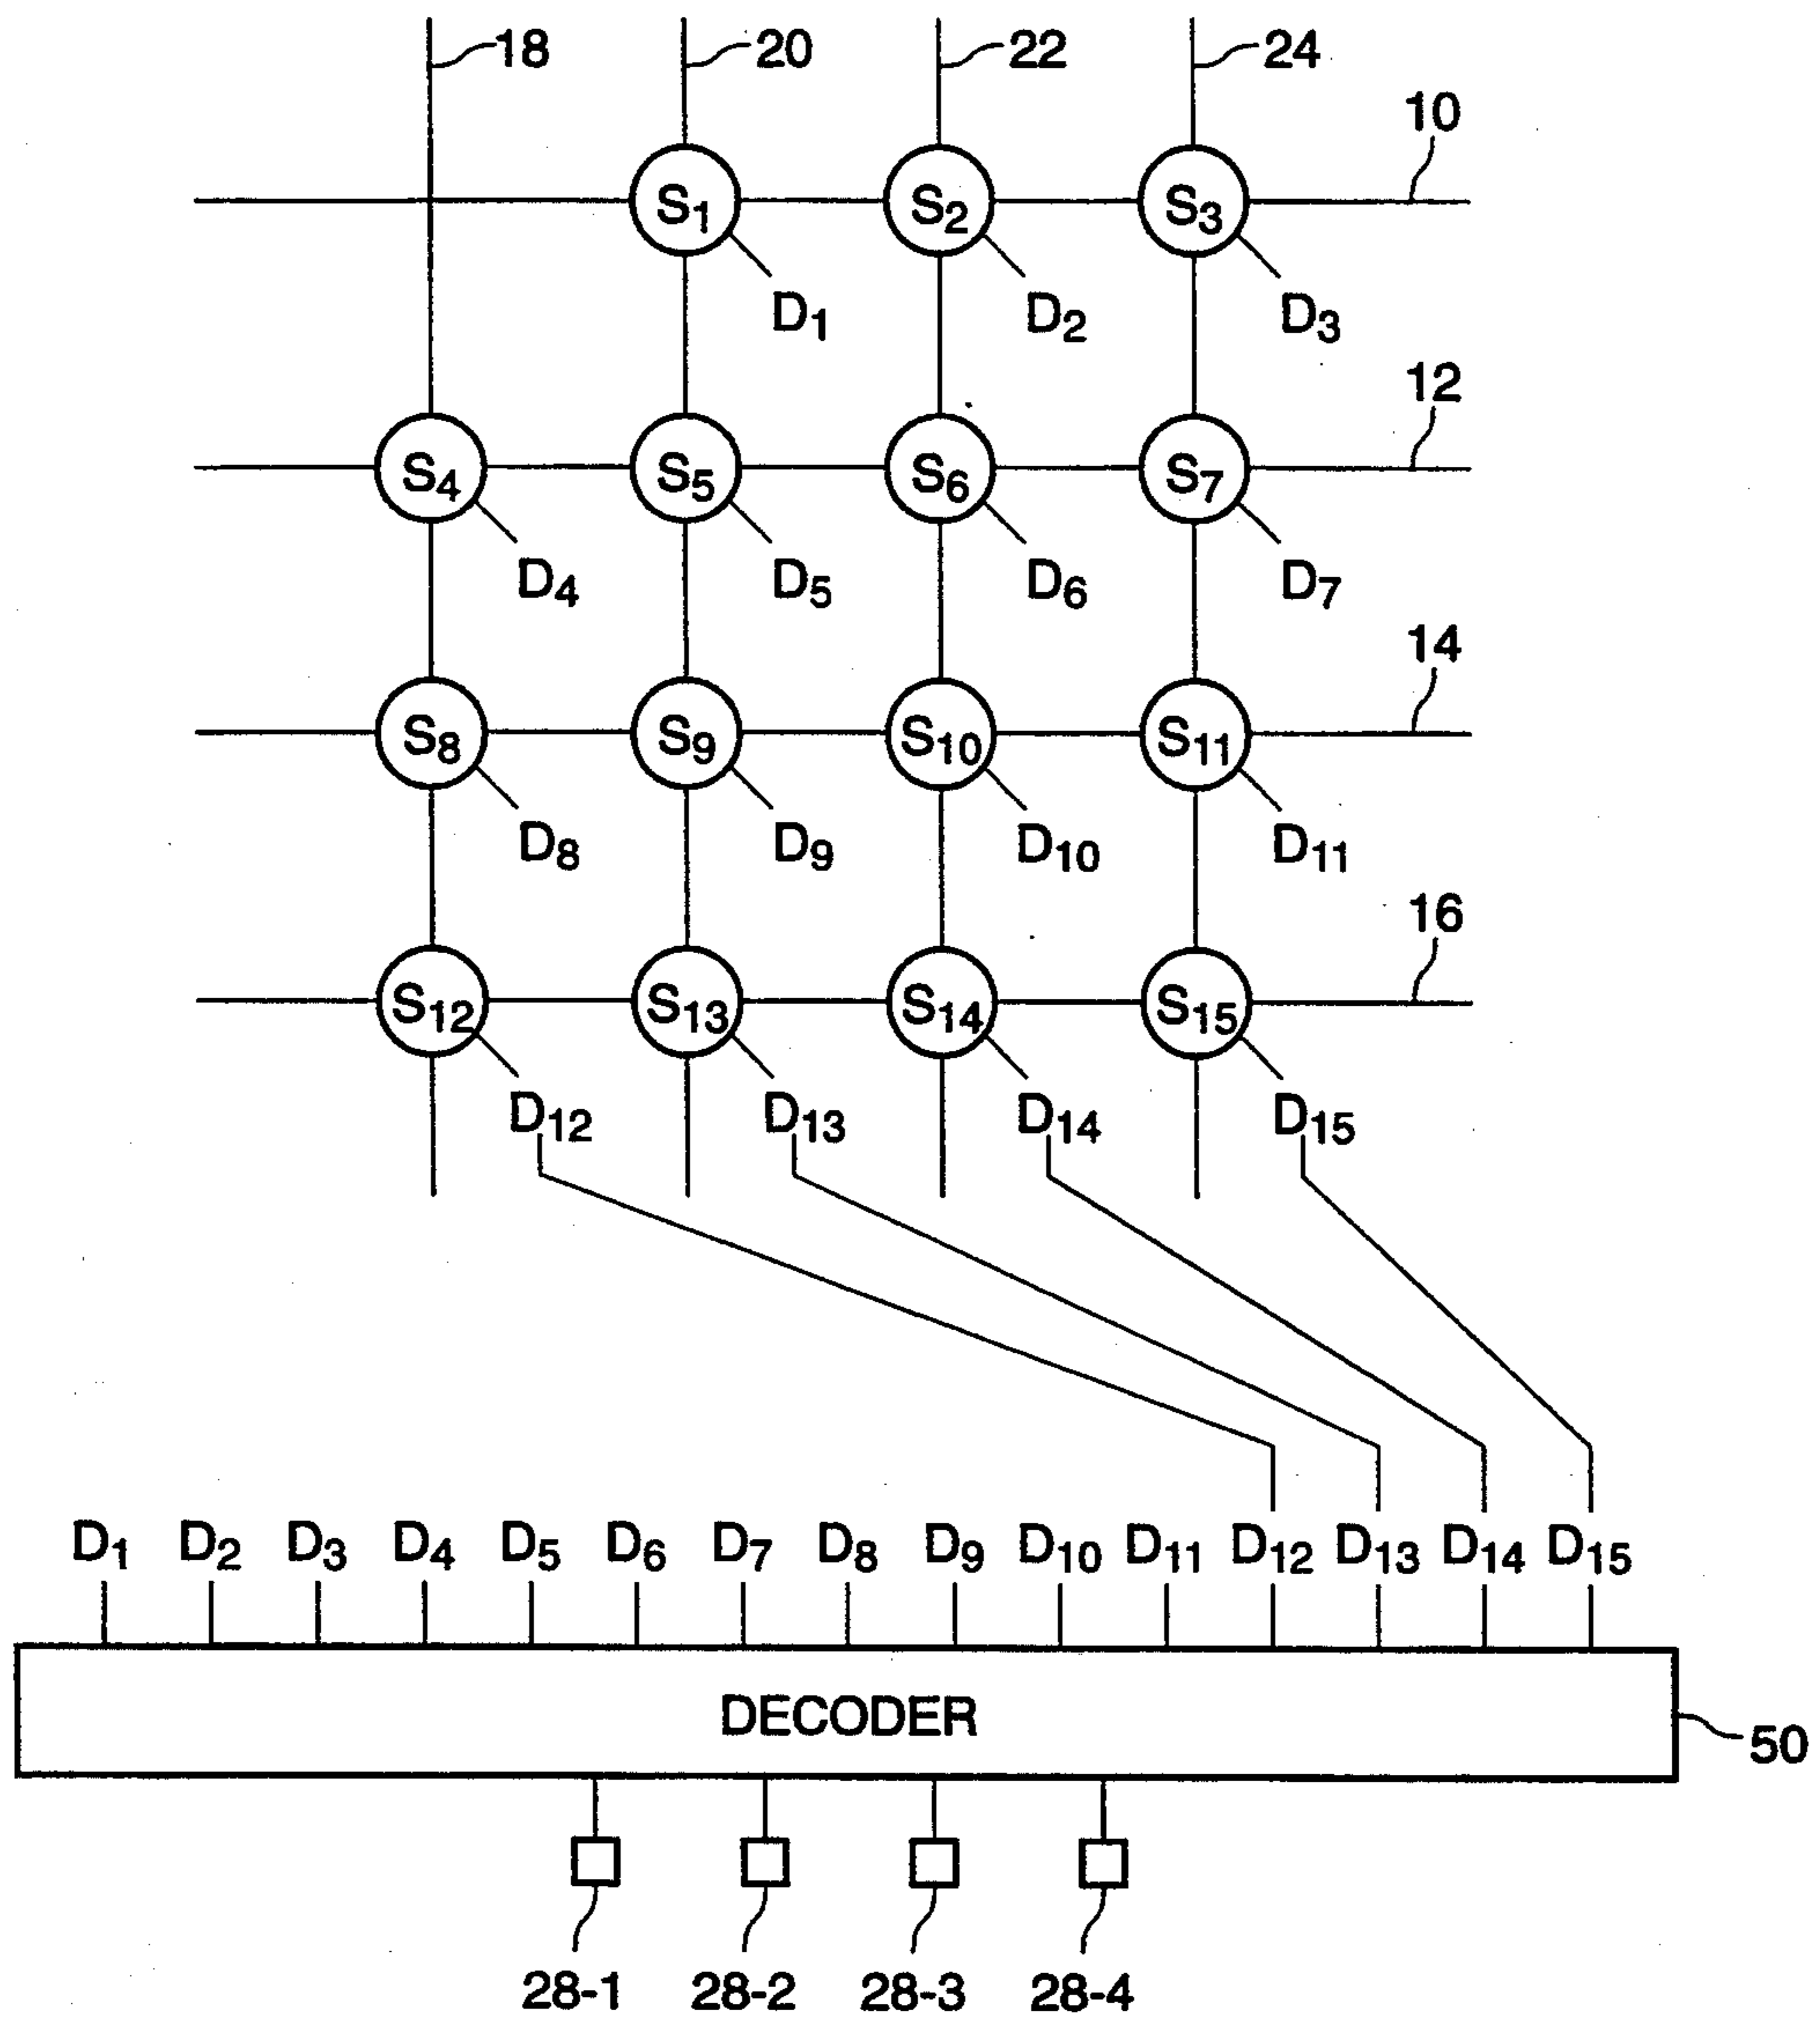 18 20 22 24
10
S1 S2 S3
D1 D2 D3
12
S4 S5 S6 S7
D4 D5 D6 D7
14
S8 S9 S10 S11
D8 D9 D10 D11
16
S12 S13 S14 S15
D12 D13 D14 D15
D1 D2 D3 D4 D5 D6 D7 D8 D9 D10 D11 D12 D13 D14 D15
DECODER
50
28-1 28-2 28-3 28-4